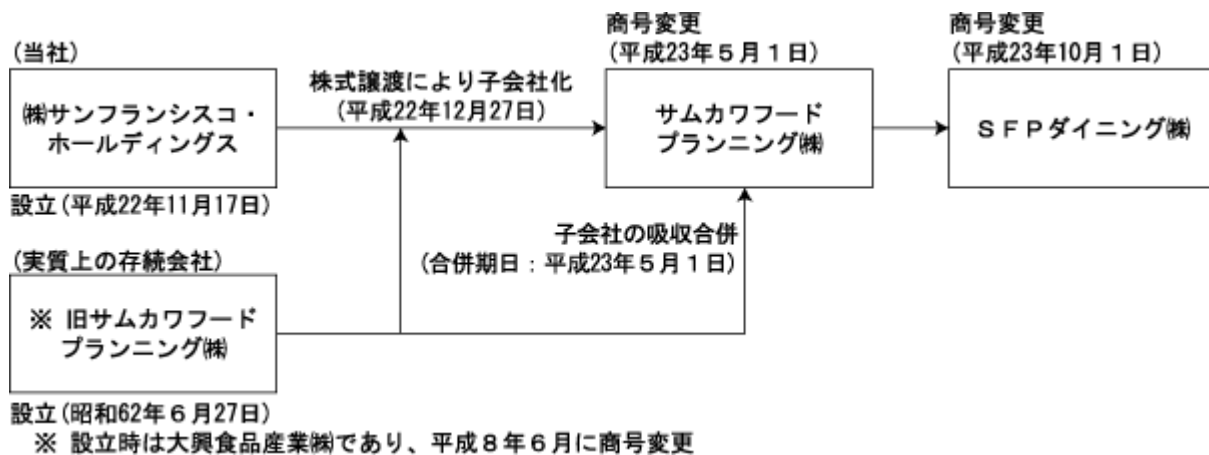 (当社)
㈱サンフランシスコ・
ホールディングス
設立(平成22年11月17日)
株式譲渡により子会社化
(平成22年12月27日)
商号変更
(平成23年5月1日)
サムカワフード
プランニング㈱
商号変更
(平成23年10月1日)
SFPダイニング㈱
子会社の吸収合併
(合併期日:平成23年5月1日)
(実質上の存続会社)
※ 旧サムカワフード
プランニング㈱
設立(昭和62年6月27日)
※ 設立時は大興食品産業㈱であり、平成8年6月に商号変更